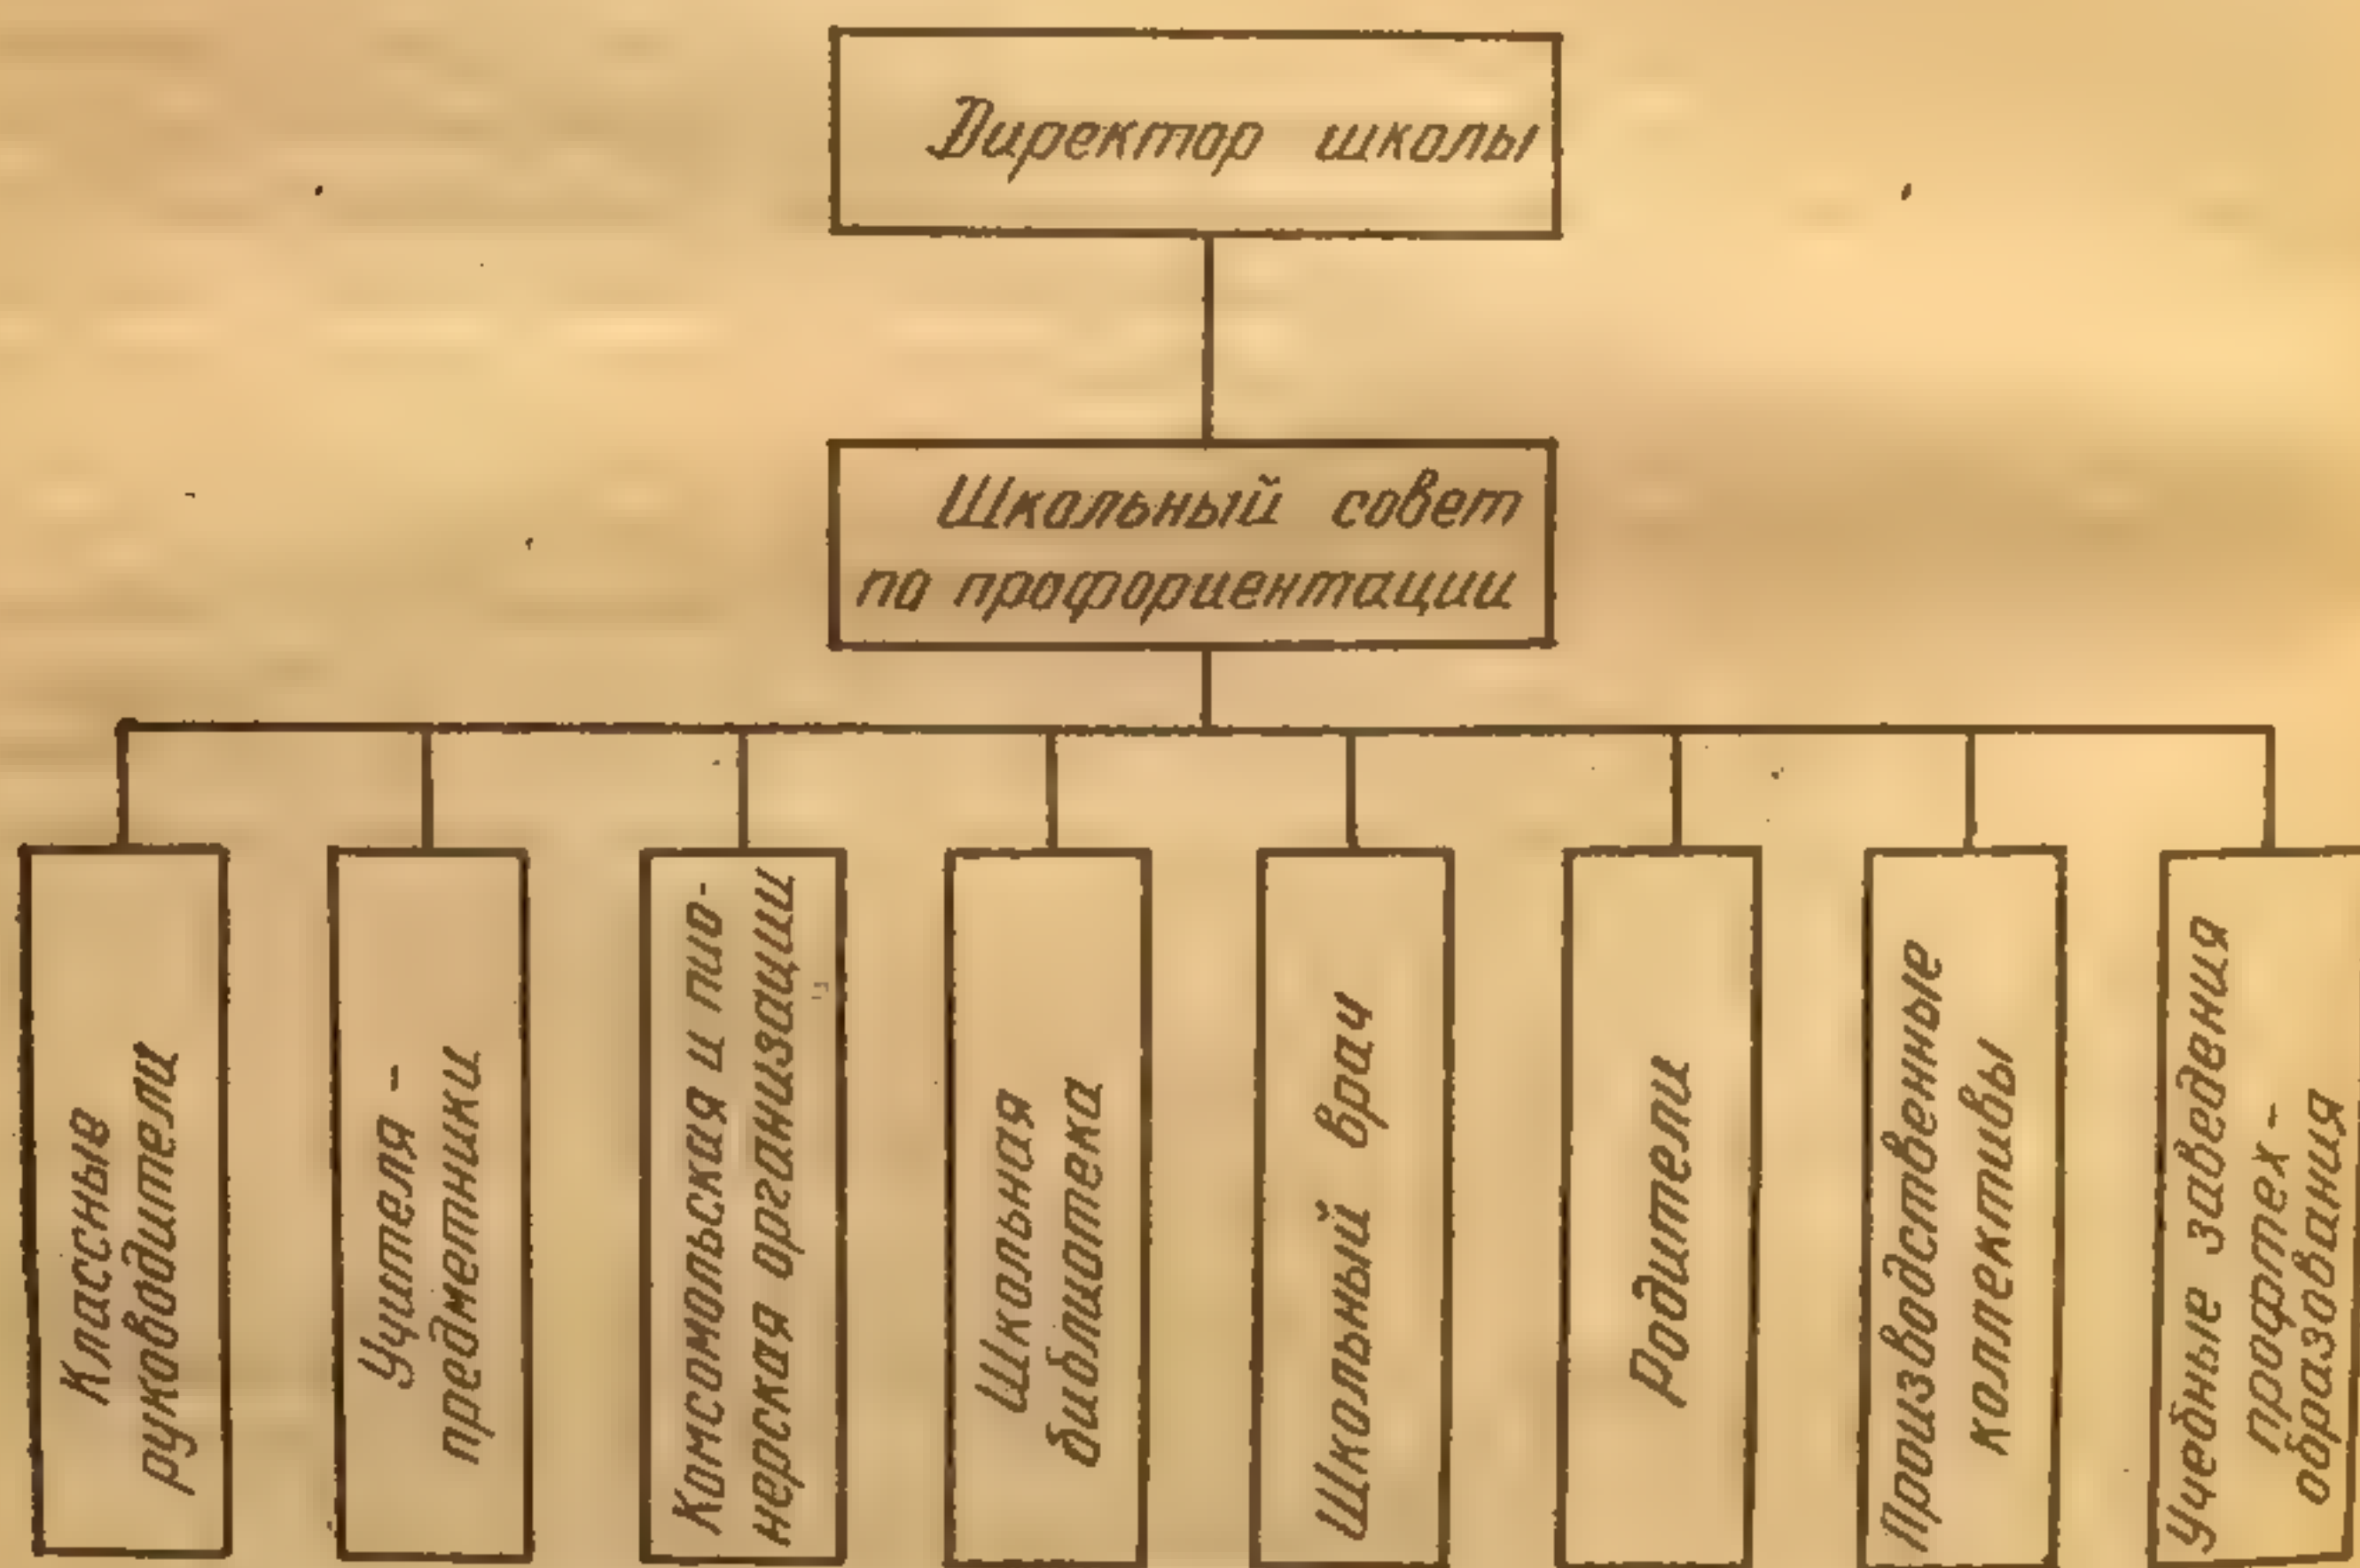 Директор школы
Школьный совет
по профориентации
Классные
руководители
Учителя -
предметники
Комсомольская и пио-
нерская организации
Школьная
библиотека
Школьный врач
Родители
Производственные
коллективы
Учебные заведения
профтех-
образования